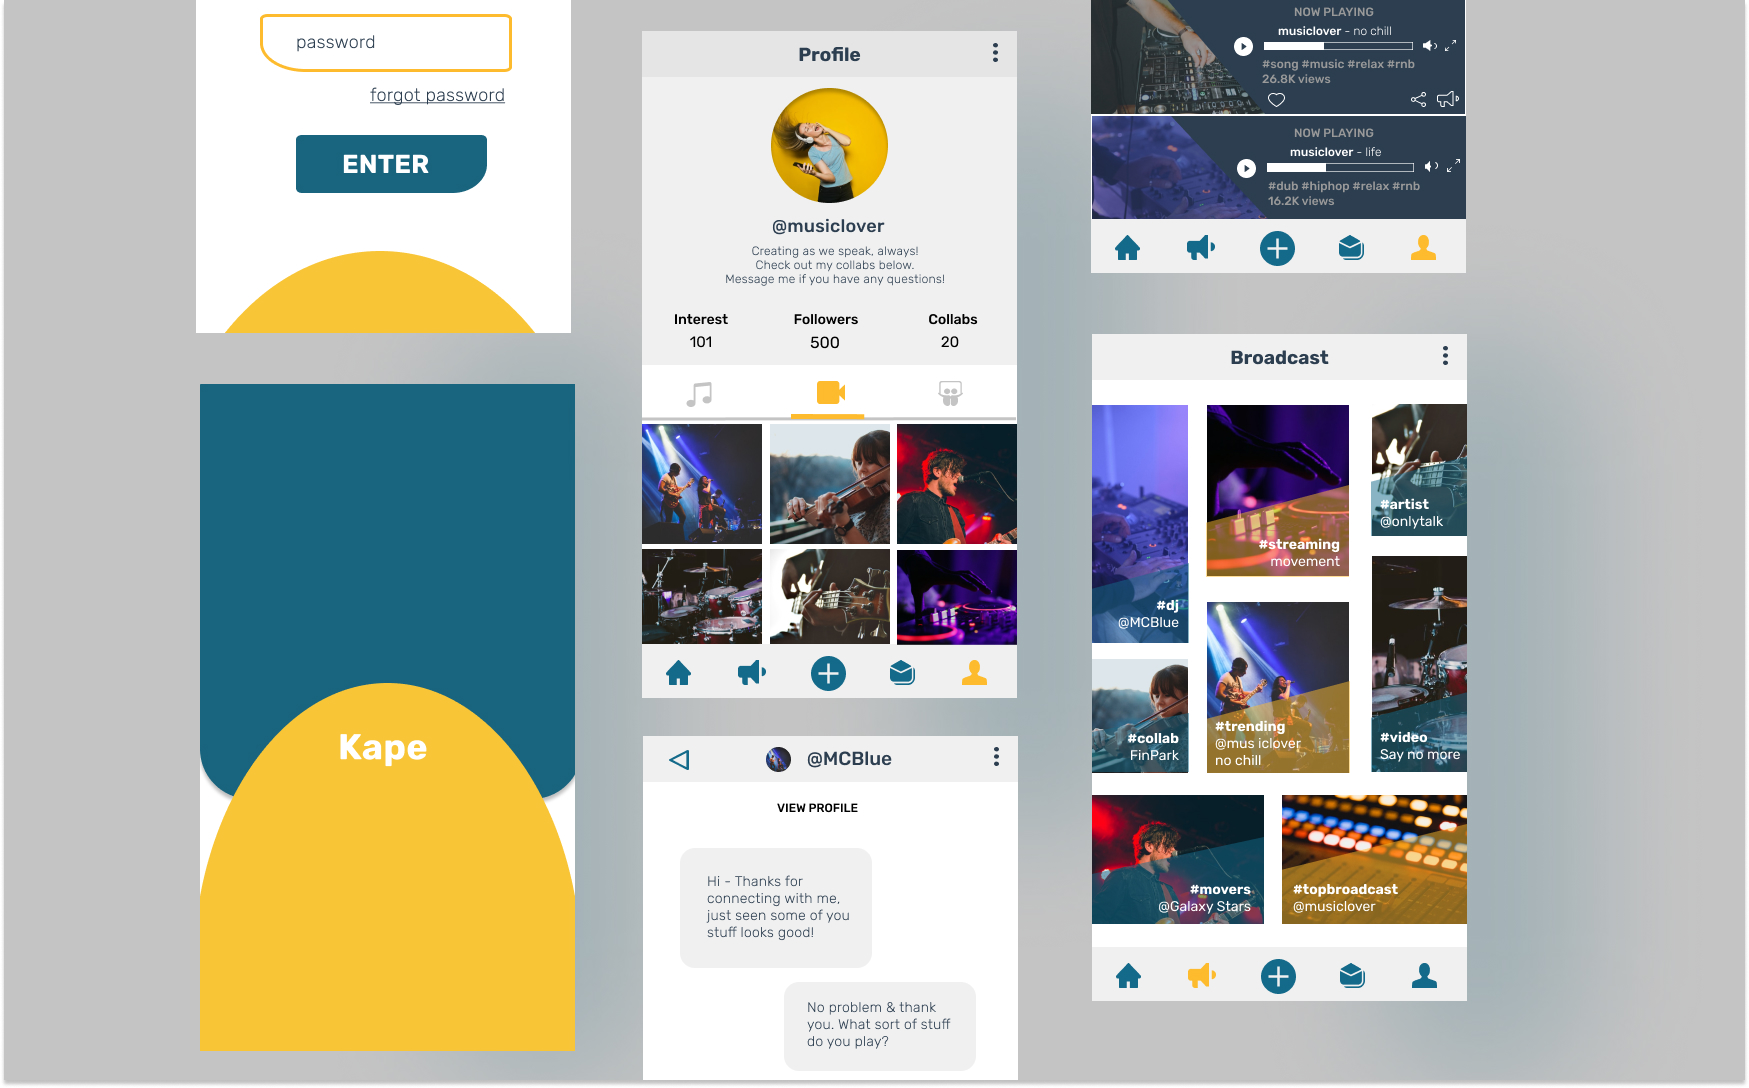 password
forgot password
ENTER
Kape
Profile
@musiclover
Creating as we speak, always!
Check out my collabs below.
Message me if you have any questions!
Interest
Followers
Collabs
101
500
20
@MCBlue
VIEW PROFILE
Hi - Thanks for
connecting with me,
just seen some of you
stuff looks good!
No problem & thank
you. What sort of stuff
do you play?
NOW PLAYING
musiclover - no chill
#song #music #relax #rnb
26.8K views
NOW PLAYING
musiclover - life
#dub #hiphop #relax #rnb
16.2K views
Broadcast
#dj
@MCBlue
#streaming
movement
#artist
@onlytalk
#collab
FinPark
#trending
@mus iclover
no chill
#video
Say no more
#movers
@Galaxy Stars
#topbroadcast
@musiclover